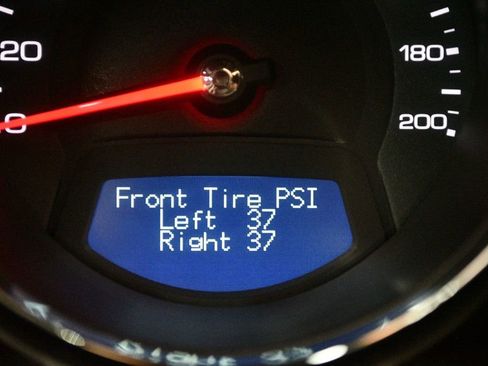 20
180
200
Front Tire PSI
Left 37
Right 37